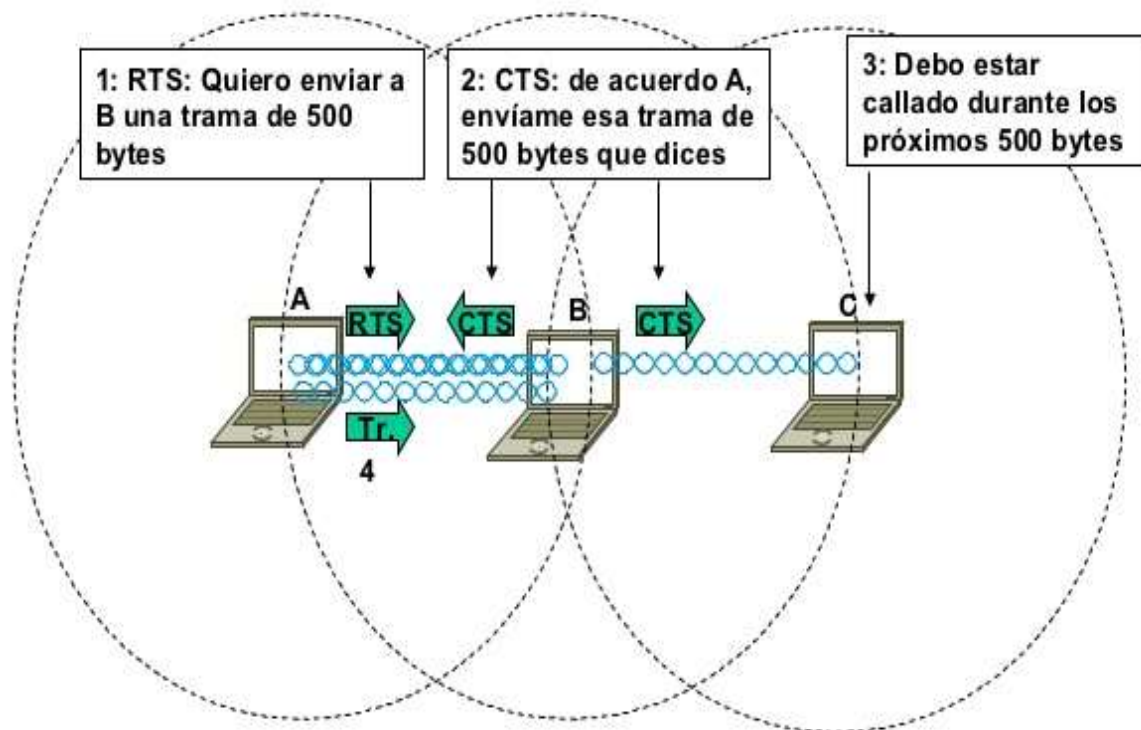 1: RTS: Quiero enviar a
B una trama de 500
bytes
2: CTS: de acuerdo A,
envíame esa trama de
500 bytes que dices
3: Debo estar
callado durante los
próximos 500 bytes
A
RTS
CTS
B
CTS
C
Tr.
4